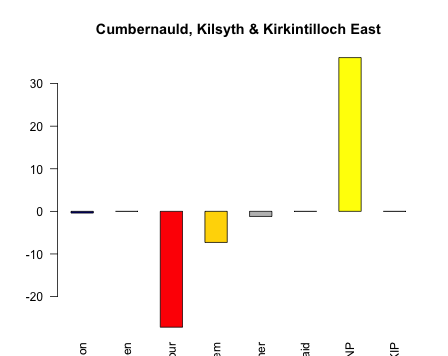 Cumbernauld, Kilsyth & Kirkintilloch East
30
20
10
0
-10
-20
on
en
our
em
her
aid
NP
KIP